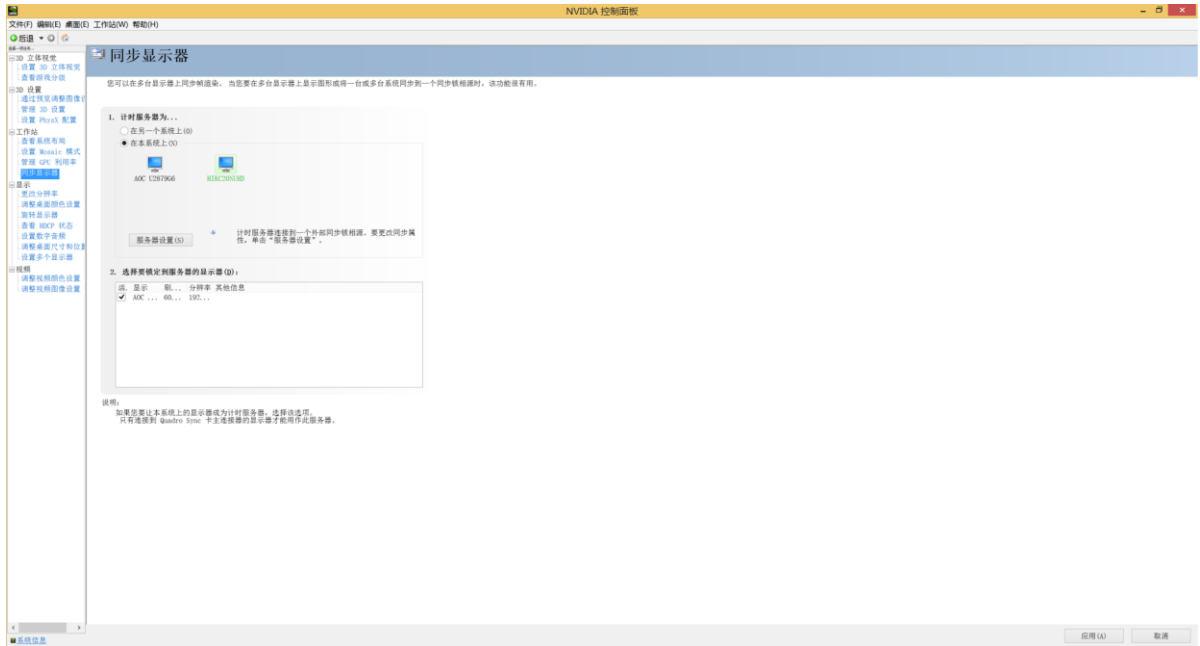 NVIDIA 控制面板
文件(F) 编辑(E) 桌面(E) 工作站(W) 帮助(H)
后退
3D 立体视觉
设置 3D 立体视觉
查看游戏分级
3D 设置
通过预览调整图像设
管理 3D 设置
设置 PhysX 配置
工作站
查看系统布局
设置 Mosaic 模式
管理 GPU 利用率
同步显示器
显示
更改分辨率
调整桌面颜色设置
旋转显示器
查看 HDCP 状态
设置数字音频
调整桌面尺寸和位置
设置多个显示器
视频
调整视频颜色设置
调整视频图像设置
系统信息
同步显示器
您可以在多台显示器上同步帧渲染。 当您要在多台显示器上显示图形或将一台或多台系统同步到一个同步锁相源时，该功能很有用。
1. 计时服务器为...
在另一个系统上(O)
在本系统上(N)
AOC U2879G6
服务器设置(S)
计时服务器连接到一个外部同步锁相源。要更改同步属
性，单击“服务器设置”。
2. 选择要锁定到服务器的显示器(D)：
显示 刷... 分辨率 其他信息
AOC ... 60... 192...
说明：
如果您要让本系统上的显示器成为计时服务器，选择该选项。
只有连接到 Quadro Sync 卡主连接器的显示器才能用作此服务器。
应用(A) 取消